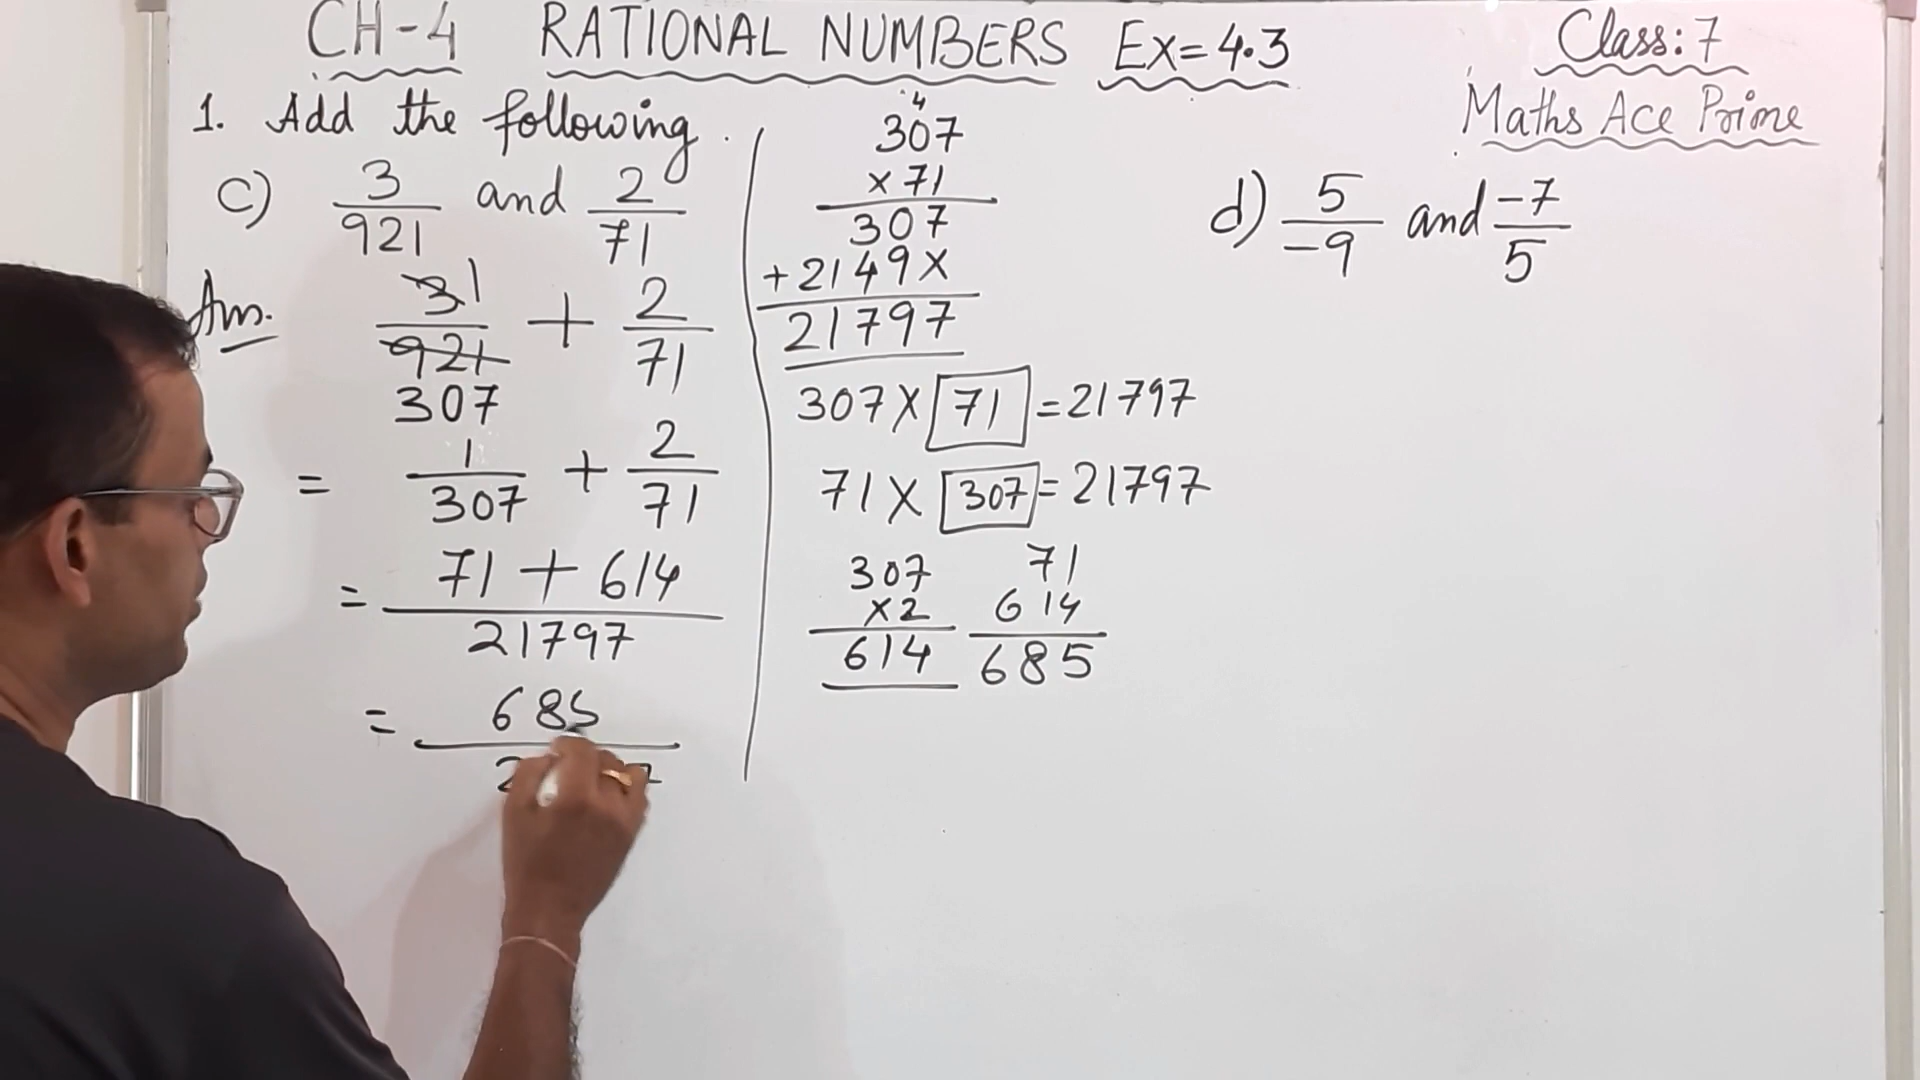 CH-4 RATIONAL NUMBERS Ex=4.3
Class: 7
Maths Ace Prime
1. Add the following.
c) 3/921 and 2/71
Ans. 3̶ 1/9̶2̶1̶ 307 + 2/71
= 1/307 + 2/71
= 71 + 614/21797
= 685
4
307
×71
307
+2149×
21797
307 × 71 = 21797
71 × 307 = 21797
307
×2
614
71
614
685
d) 5/-9 and -7/5